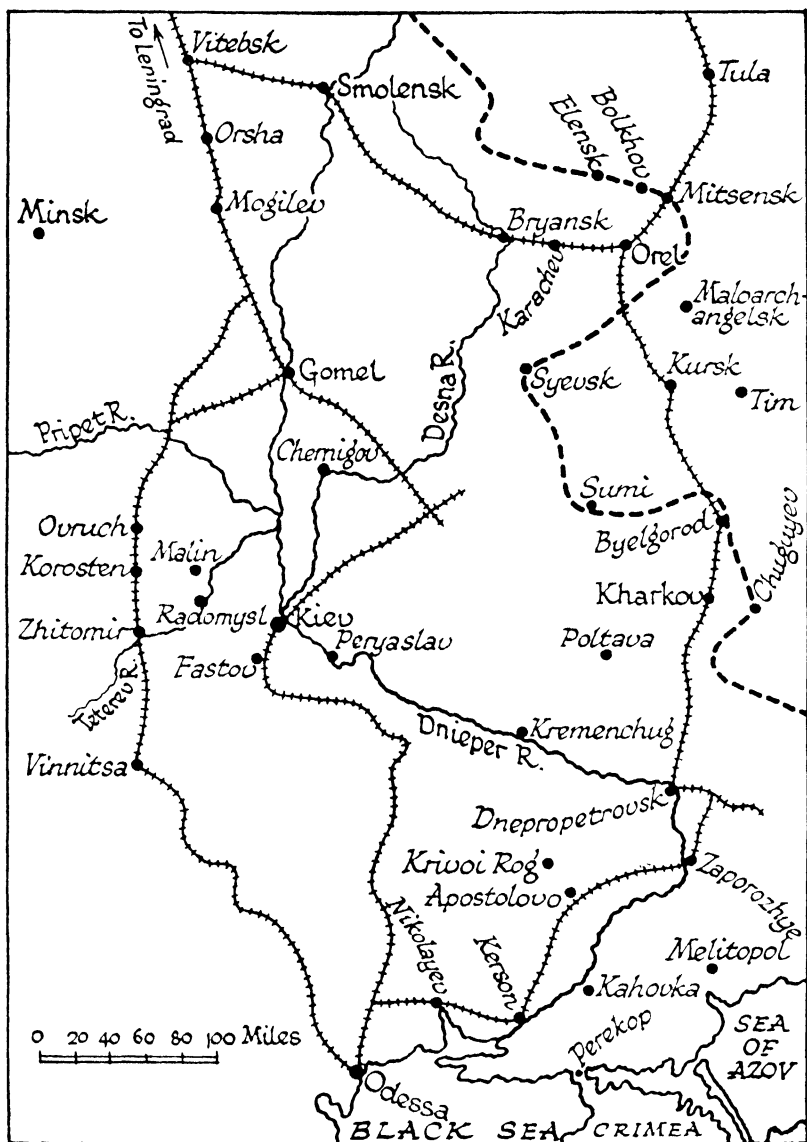 To Leningrad
Vitebsk
Smolensk
Tula
Orsha
Elensk
Bolkhov
Minsk
Mogilev
Mitsensk
Bryansk
Orel
Karachev
Maloarch-
angelsk
Gomel
Desna R.
Syevsk
Kursk
Tim
Pripet R.
Chernigov
Sumi
Ovruch
Byelgorod
Chuguyev
Malin
Korosten
Radomysl
Kiev
Kharkov
Zhitomir
Peryaslav
Poltava
Fastov
Teterev R.
Dnieper R.
Kremenchug
Vinnitsa
Dnepropetrovsk
Krivoi Rog
Apostolovo
Zaporozhye
Nikolayev
Kerson
Melitopol
Kahovka
Perekop
SEA
OF
AZOV
0 20 40 60 80 100 Miles
Odessa
BLACK SEA
CRIMEA